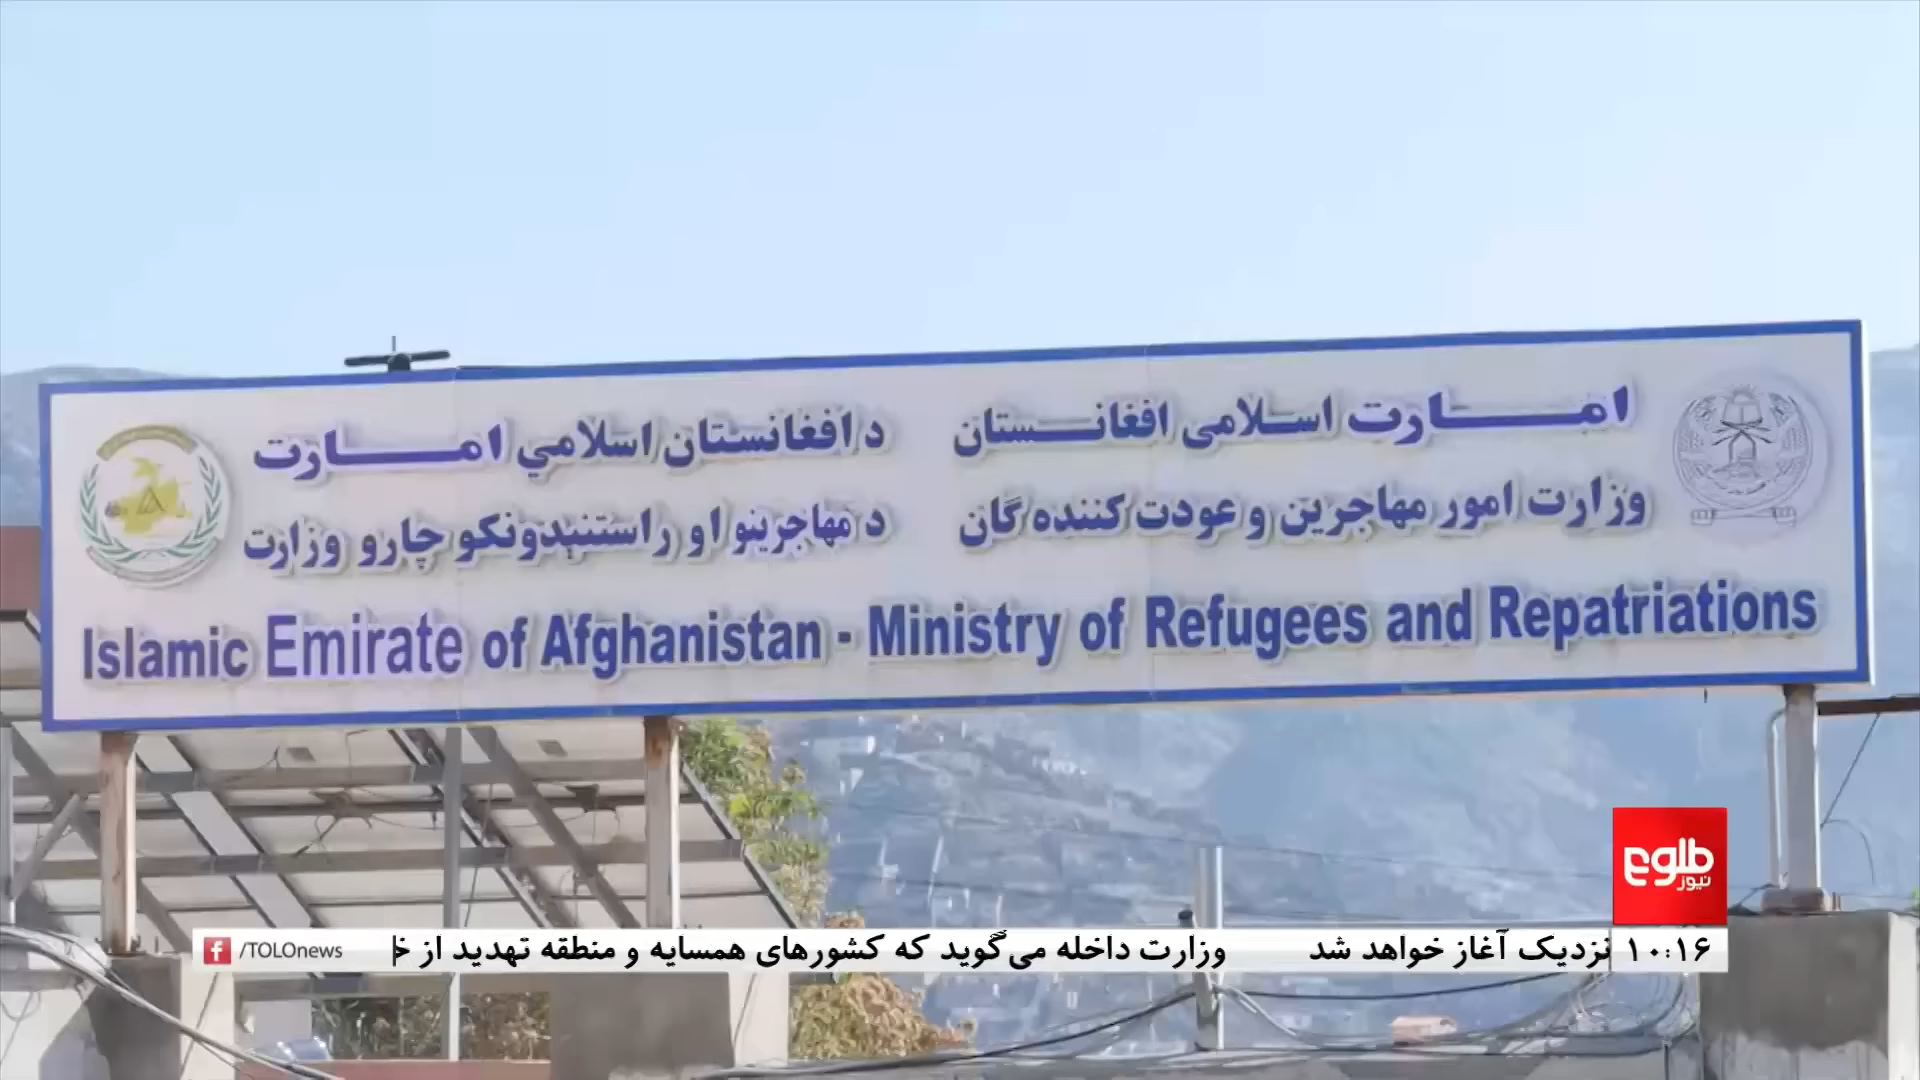 امارت اسلامی افغانستان
وزارت امور مهاجرین و عودت کننده گان
د افغانستان اسلامي امارت
د مهاجرینو او راستنېدونکو چارو وزارت
Islamic Emirate of Afghanistan - Ministry of Refugees and Repatriations
طلوع
نیوز
۱۰:۱۶
نزدیک آغاز خواهد شد
وزارت داخله می‌گوید که کشورهای همسایه و منطقه تهدید از
/TOLOnews